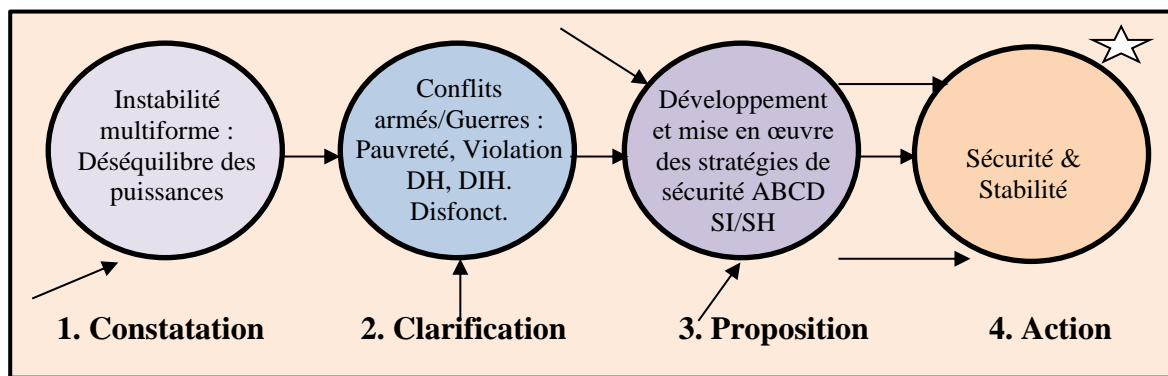 Instabilité
multiforme :
Déséquilibre des
puissances
Conflits
armés/Guerres :
Pauvreté, Violation
DH, DIH.
Disfonct.
Développement
et mise en œuvre
des stratégies de
sécurité ABCD
SI/SH
Sécurité &
Stabilité
1. Constatation
2. Clarification
3. Proposition
4. Action